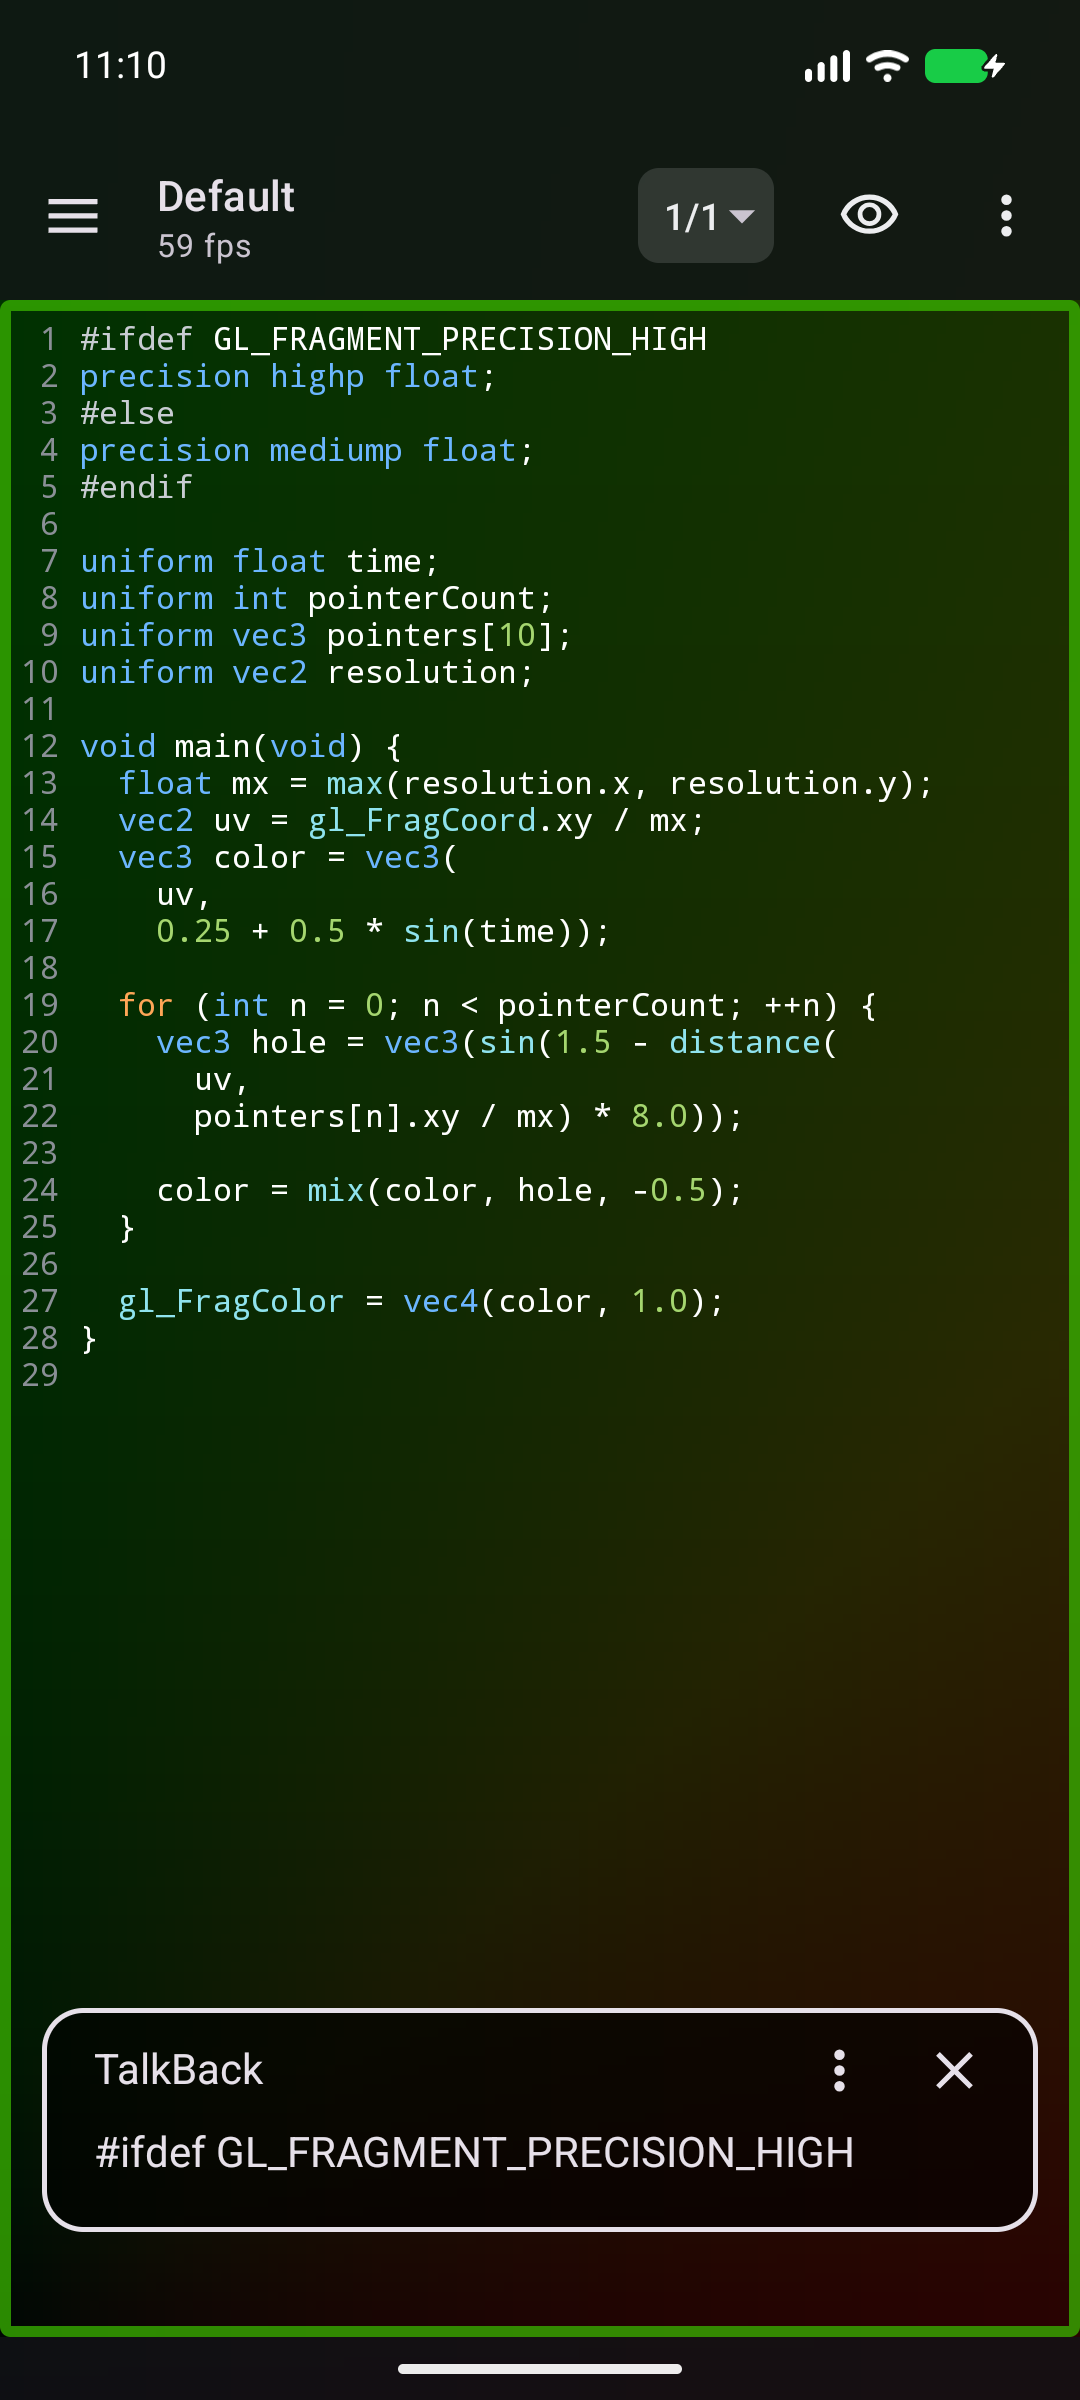 11:10
Default
59 fps
1/1
1 #ifdef GL_FRAGMENT_PRECISION_HIGH
2 precision highp float;
3 #else
4 precision mediump float;
5 #endif
6
7 uniform float time;
8 uniform int pointerCount;
9 uniform vec3 pointers[10];
10 uniform vec2 resolution;
11
12 void main(void) {
13   float mx = max(resolution.x, resolution.y);
14   vec2 uv = gl_FragCoord.xy / mx;
15   vec3 color = vec3(
16     uv,
17     0.25 + 0.5 * sin(time));
18
19   for (int n = 0; n < pointerCount; ++n) {
20     vec3 hole = vec3(sin(1.5 - distance(
21       uv,
22       pointers[n].xy / mx) * 8.0));
23
24     color = mix(color, hole, -0.5);
25   }
26
27   gl_FragColor = vec4(color, 1.0);
28 }
29
TalkBack
#ifdef GL_FRAGMENT_PRECISION_HIGH